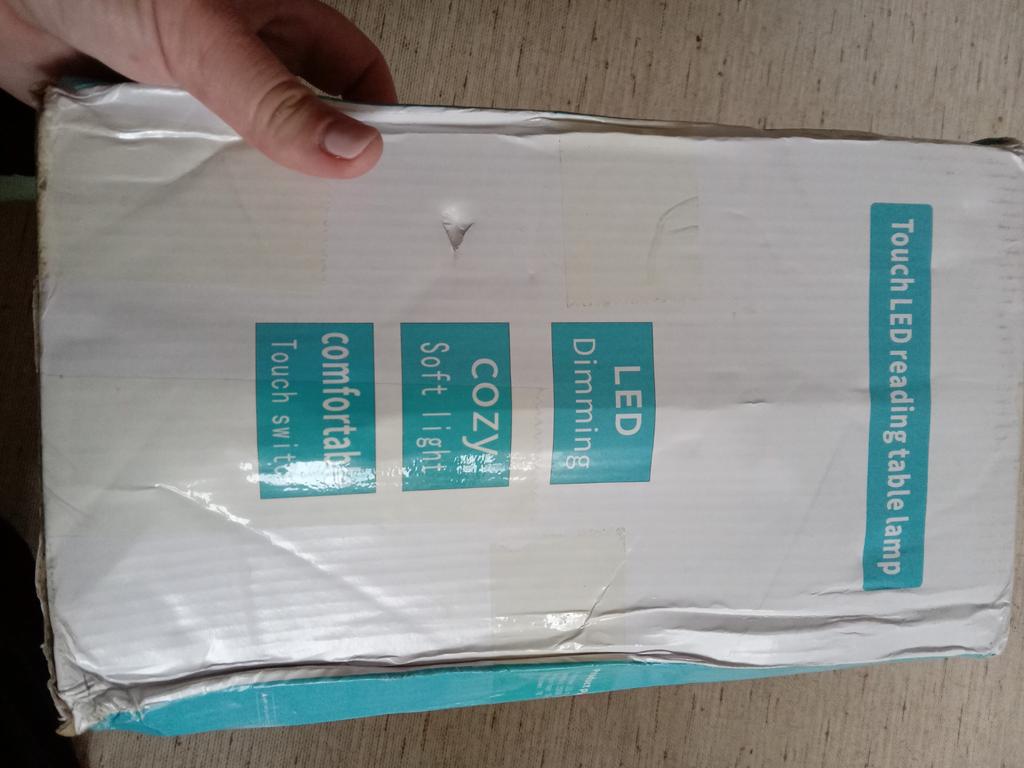 Touch LED reading table lamp
LED
Dimming
cozy
Soft light
comfortab
Touch swit